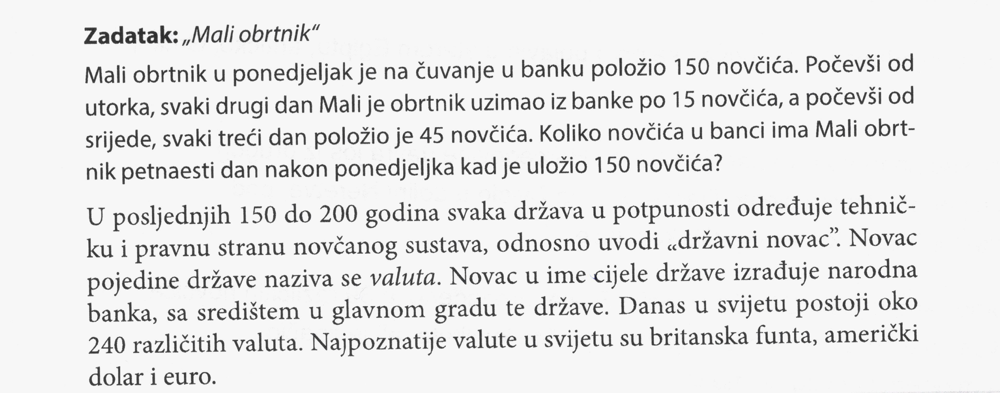 Zadatak: „Mali obrtnik“
Mali obrtnik u ponedjeljak je na čuvanje u banku položio 150 novčića. Počevši od
utorka, svaki drugi dan Mali je obrtnik uzimao iz banke po 15 novčića, a počevši od
srijede, svaki treći dan položio je 45 novčića. Koliko novčića u banci ima Mali obrt-
nik petnaesti dan nakon ponedjeljka kad je uložio 150 novčića?
U posljednjih 150 do 200 godina svaka država u potpunosti određuje tehnič-
ku i pravnu stranu novčanog sustava, odnosno uvodi „državni novac”. Novac
pojedine države naziva se valuta. Novac u ime cijele države izrađuje narodna
banka, sa središtem u glavnom gradu te države. Danas u svijetu postoji oko
240 različitih valuta. Najpoznatije valute u svijetu su britanska funta, američki
dolar i euro.